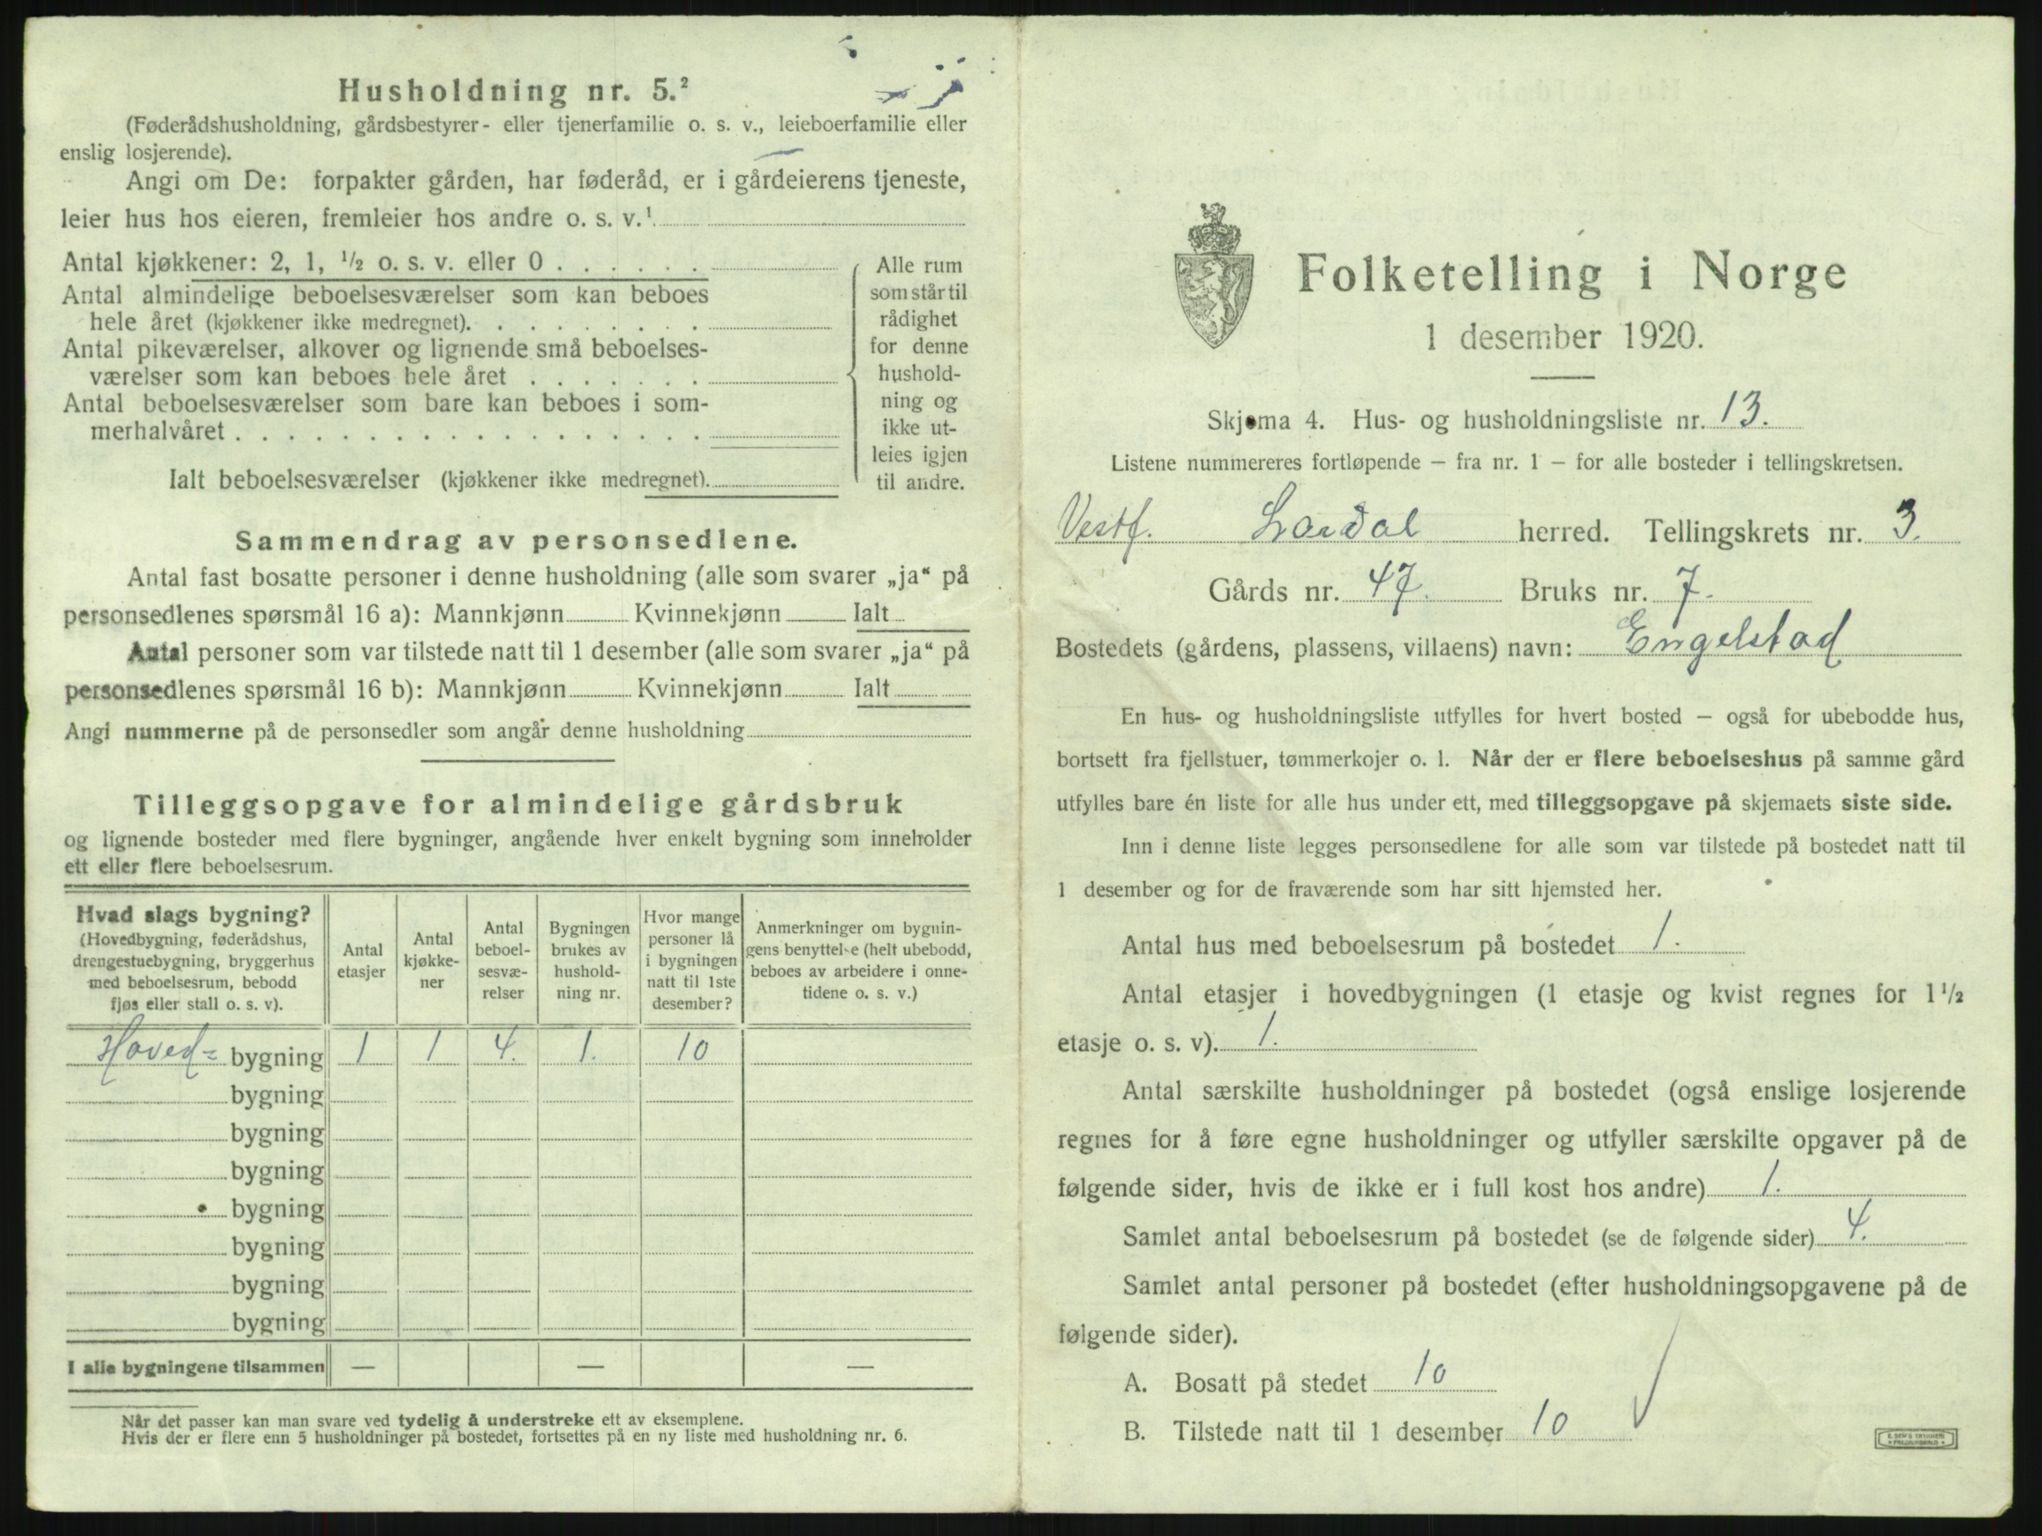 Husholdning nr. 5.²
(Føderådshusholdning, gårdsbestyrer- eller tjenerfamilie o. s. v., leieboerfamilie eller
enslig losjerende).
Angi om De: forpakter gården, har føderåd, er i gårdeierens tjeneste,
leier hus hos eieren, fremleier hos andre o. s. v.¹
Antal kjøkkener: 2, 1, ½ o. s. v. eller 0 . . . . . .
Antal almindelige beboelsesværelser som kan beboes
hele året (kjøkkener ikke medregnet). . . . . . . . .
Antal pikeværelser, alkover og lignende små beboelses-
værelser som kan beboes hele året . . . . . . .
Antal beboelsesværelser som bare kan beboes i som-
merhalvåret . . . . . . . . . . . . . . . . . .
Ialt beboelsesværelser (kjøkkener ikke medregnet).
Alle rum
som står til
rådighet
for denne
hushold-
ning og
ikke ut-
leies igjen
til andre.
Sammendrag av personsedlene.
Antal fast bosatte personer i denne husholdning (alle som svarer „ja“ på
personsedlenes spørsmål 16 a): Mannkjønn Kvinnekjønn Ialt
Antal personer som var tilstede natt til 1 desember (alle som svarer „ja“ på
personsedlenes spørsmål 16 b): Mannkjønn Kvinnekjønn Ialt
Angi nummerne på de personsedler som angår denne husholdning
Tilleggsopgave for almindelige gårdsbruk
og lignende bosteder med flere bygninger, angående hver enkelt bygning som inneholder
ett eller flere beboelsesrum.
Hvad slags bygning?
(Hovedbygning, føderådshus,
drengestuebygning, bryggerhus
med beboelsesrum, bebodd
fjøs eller stall o. s. v).
Antal
etasjer
Antal
kjøkke-
ner
Antal
beboel-
sesvæ-
relser
Bygningen
brukes av
hushold-
ning nr.
Hvor mange
personer lå
i bygningen
natt til 1ste
desember?
Anmerkninger om bygnin-
gens benyttelse (helt ubebodd,
beboes av arbeidere i onne-
tidene o. s. v.)
Hoved= bygning 1 1 4. 1. 10
bygning
bygning
bygning
bygning
bygning
bygning
bygning
I alle bygningene tilsammen — — —
Når det passer kan man svare ved tydelig å understreke ett av eksemplene.
Hvis der er flere enn 5 husholdninger på bostedet, fortsettes på en ny liste med husholdning nr. 6.
Folketelling i Norge
1 desember 1920.
Skjema 4. Hus- og husholdningsliste nr. 13.
Listene nummereres fortløpende – fra nr. 1 – for alle bosteder i tellingskretsen.
Vestf. Lardal herred. Tellingskrets nr. 3.
Gårds nr. 47. Bruks nr. 7.
Bostedets (gårdens, plassens, villaens) navn: Engelstad
En hus- og husholdningsliste utfylles for hvert bosted – også for ubebodde hus,
bortsett fra fjellstuer, tømmerkojer o. l. Når der er flere beboelseshus på samme gård
utfylles bare én liste for alle hus under ett, med tilleggsopgave på skjemaets siste side.
Inn i denne liste legges personsedlene for alle som var tilstede på bostedet natt til
1 desember og for de fraværende som har sitt hjemsted her.
Antal hus med beboelsesrum på bostedet 1.
Antal etasjer i hovedbygningen (1 etasje og kvist regnes for 1½
etasje o. s. v). 1.
Antal særskilte husholdninger på bostedet (også enslige losjerende
regnes for å føre egne husholdninger og utfyller særskilte opgaver på de
følgende sider, hvis de ikke er i full kost hos andre) 1.
Samlet antal beboelsesrum på bostedet (se de følgende sider) 4.
Samlet antal personer på bostedet (efter husholdningsopgavene på de
følgende sider).
A. Bosatt på stedet 10
B. Tilstede natt til 1 desember 10